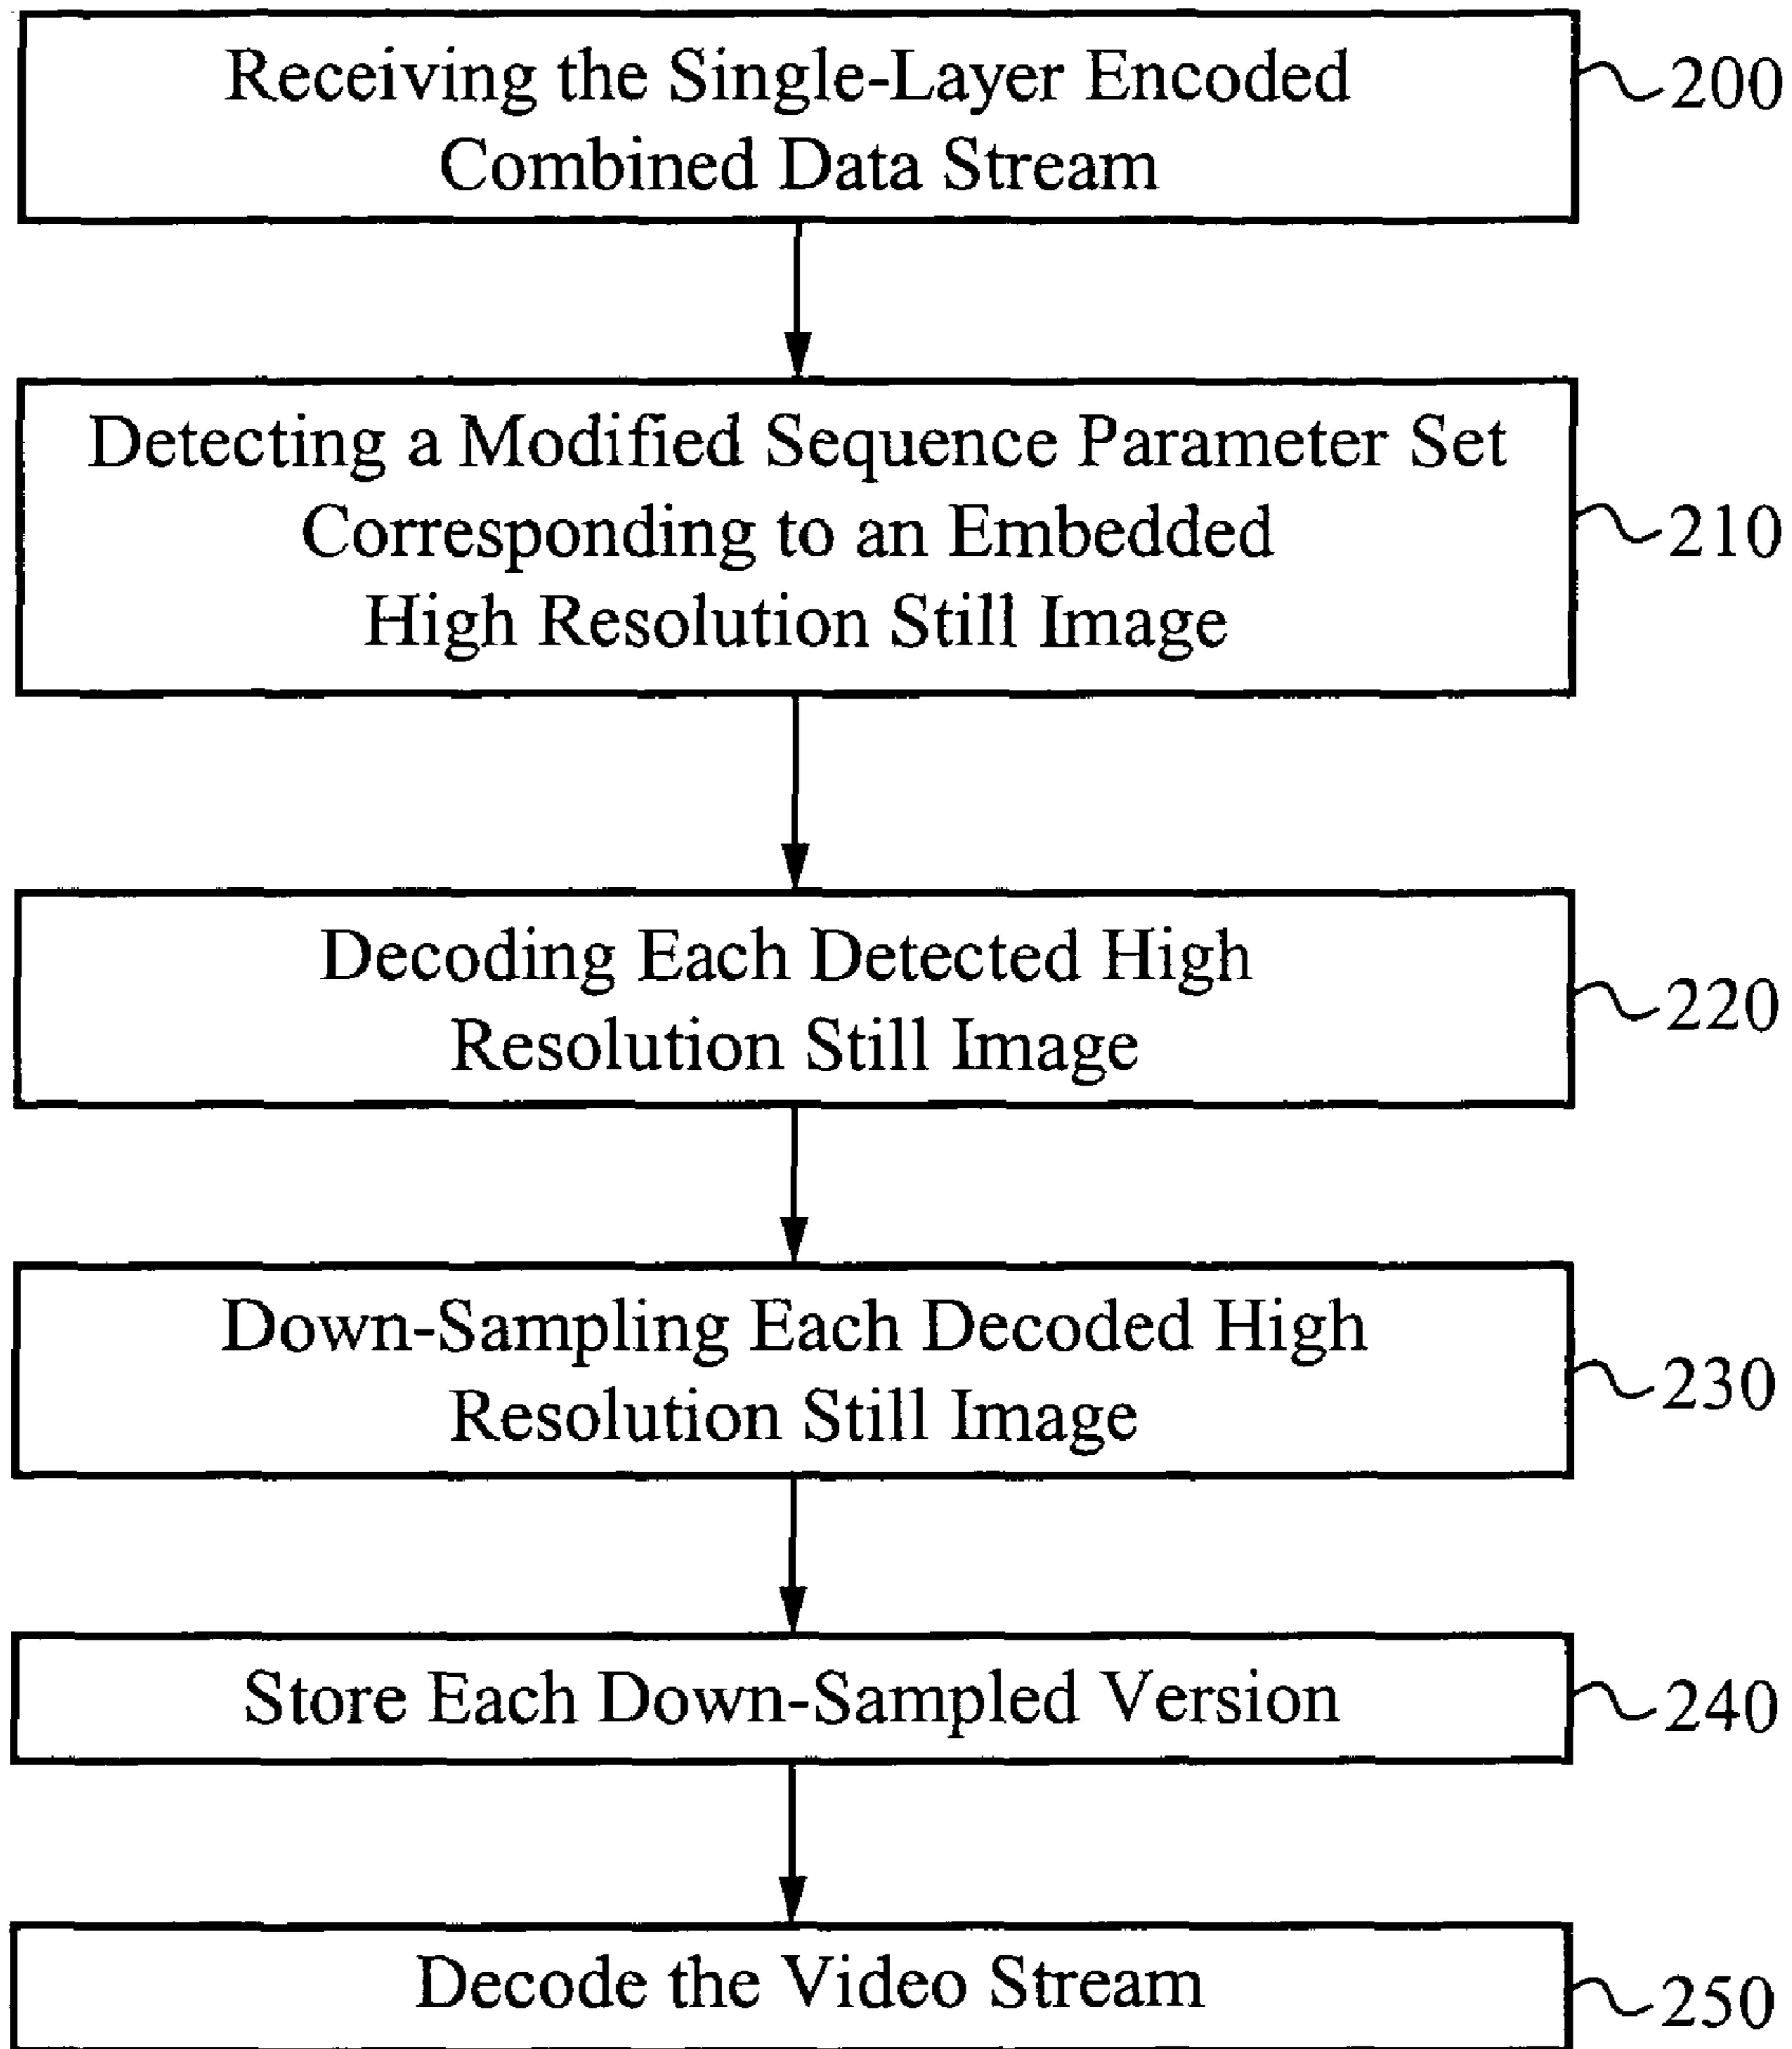 Receiving the Single-Layer Encoded
Combined Data Stream
200
Detecting a Modified Sequence Parameter Set
Corresponding to an Embedded
High Resolution Still Image
210
Decoding Each Detected High
Resolution Still Image
220
Down-Sampling Each Decoded High
Resolution Still Image
230
Store Each Down-Sampled Version
240
Decode the Video Stream
250